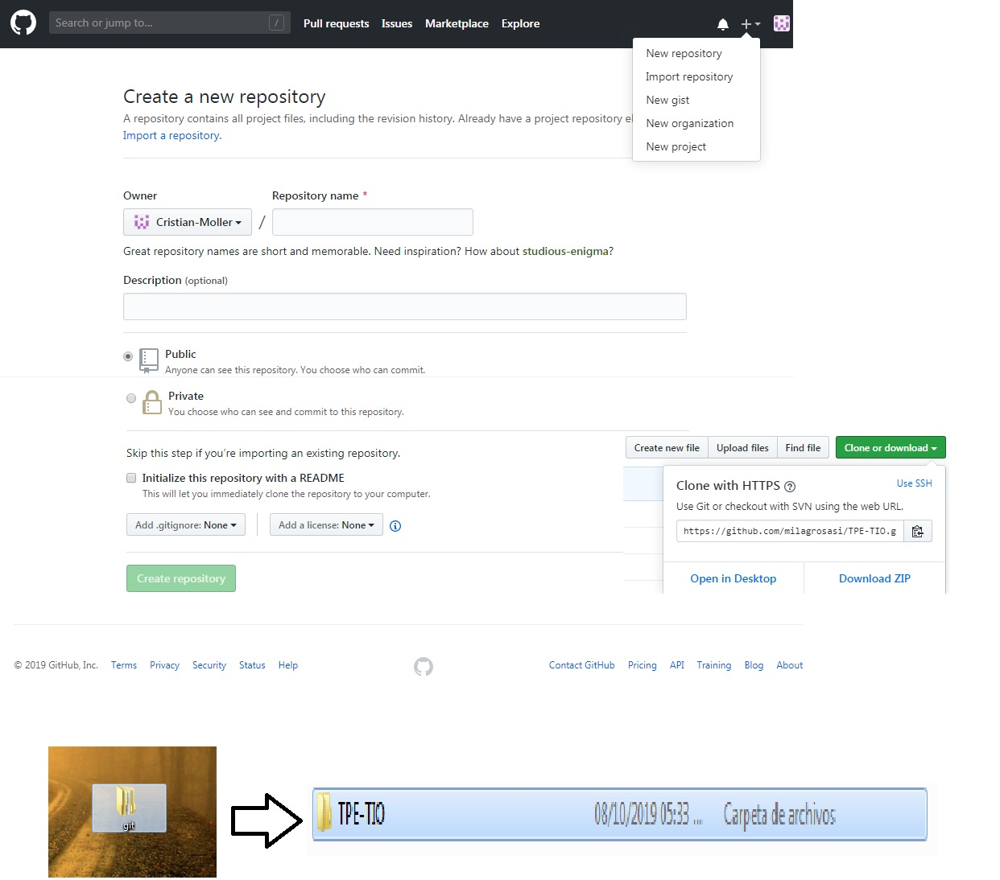 Search or jump to... /
Pull requests Issues Marketplace Explore
New repository
Import repository
New gist
New organization
New project
Create a new repository
A repository contains all project files, including the revision history. Already have a project repository el
Import a repository.
Owner
Repository name *
Cristian-Moller /
Great repository names are short and memorable. Need inspiration? How about studious-enigma?
Description (optional)
Public
Anyone can see this repository. You choose who can commit.
Private
You choose who can see and commit to this repository.
Skip this step if you’re importing an existing repository.
Initialize this repository with a README
This will let you immediately clone the repository to your computer.
Add .gitignore: None
Add a license: None
Create repository
Create new file Upload files Find file Clone or download
Clone with HTTPS
Use SSH
Use Git or checkout with SVN using the web URL.
https://github.com/milagrosasi/TPE-TIO.g
Open in Desktop Download ZIP
© 2019 GitHub, Inc. Terms Privacy Security Status Help
Contact GitHub Pricing API Training Blog About
git
TPE-TIO 08/10/2019 05:33 ... Carpeta de archivos